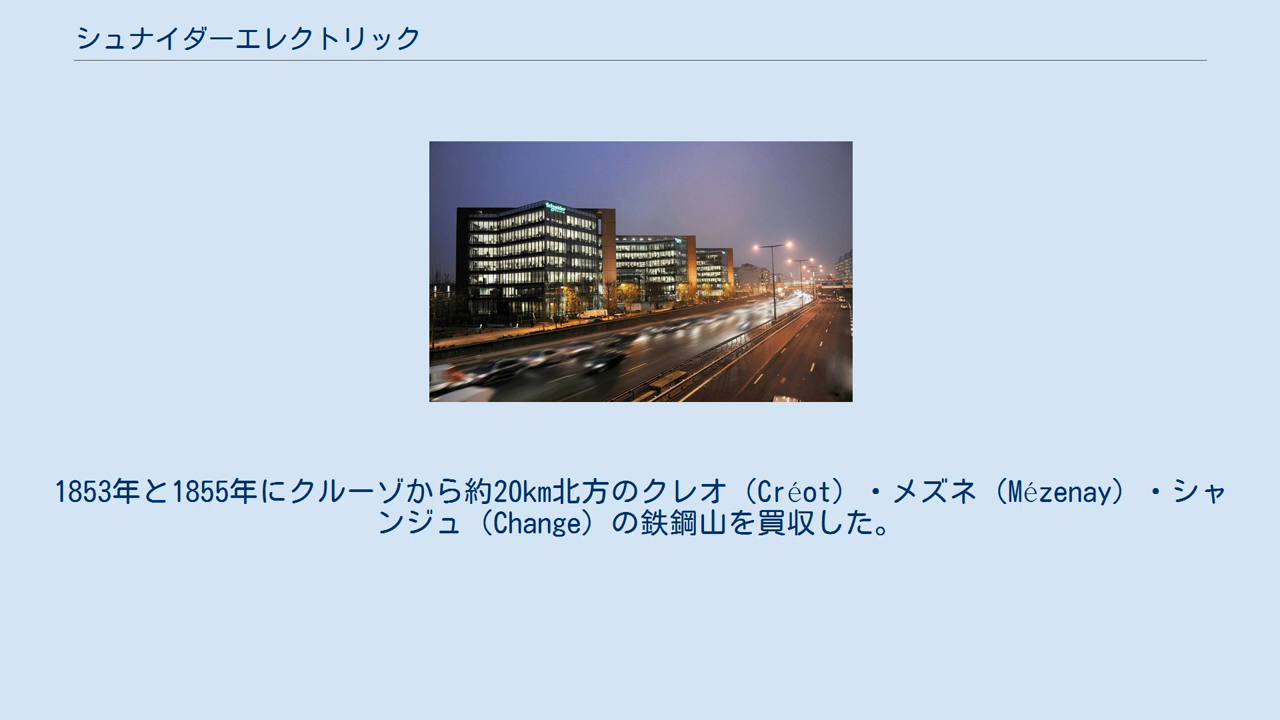 シュナイダーエレクトリック
Schneider
1853年と1855年にクルーゾから約20km北方のクレオ（Créot）・メズネ（Mézenay）・シャ
ンジュ（Change）の鉄鋼山を買収した。